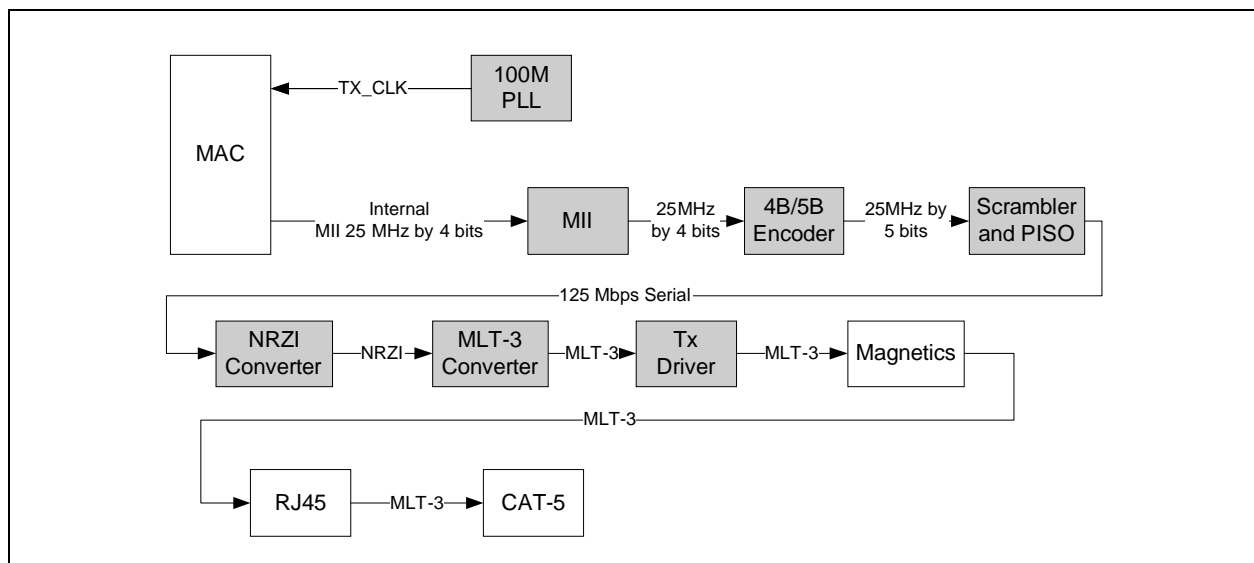 100M
PLL
TX_CLK
MAC
Internal
MII 25 MHz by 4 bits
MII
25MHz
by 4 bits
4B/5B
Encoder
25MHz by
5 bits
Scrambler
and PISO
125 Mbps Serial
NRZI
Converter
NRZI
MLT-3
Converter
MLT-3
Tx
Driver
MLT-3
Magnetics
MLT-3
RJ45
MLT-3
CAT-5